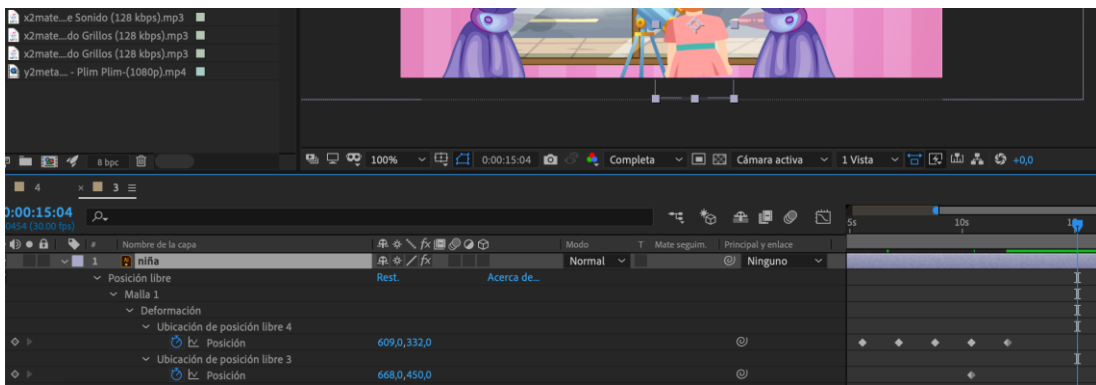 x2mate....e Sonido (128 kbps).mp3
x2mate....do Grillos (128 kbps).mp3
x2mate....do Grillos (128 kbps).mp3
y2meta.... - Plim Plim-(1080p).mp4
8 bpc
100% 0:00:15:04 Completa Cámara activa 1 Vista +0,0
4 × 3
0:00:15:04
0454 (30.00 fps)
5s 10s
# Nombre de la capa fx Modo T Mate seguim. Principal y enlace
1 niña fx Normal Ninguno
Posición libre Rest. Acerca de...
Malla 1
Deformación
Ubicación de posición libre 4
Posición 609,0,332,0
Ubicación de posición libre 3
Posición 668,0,450,0